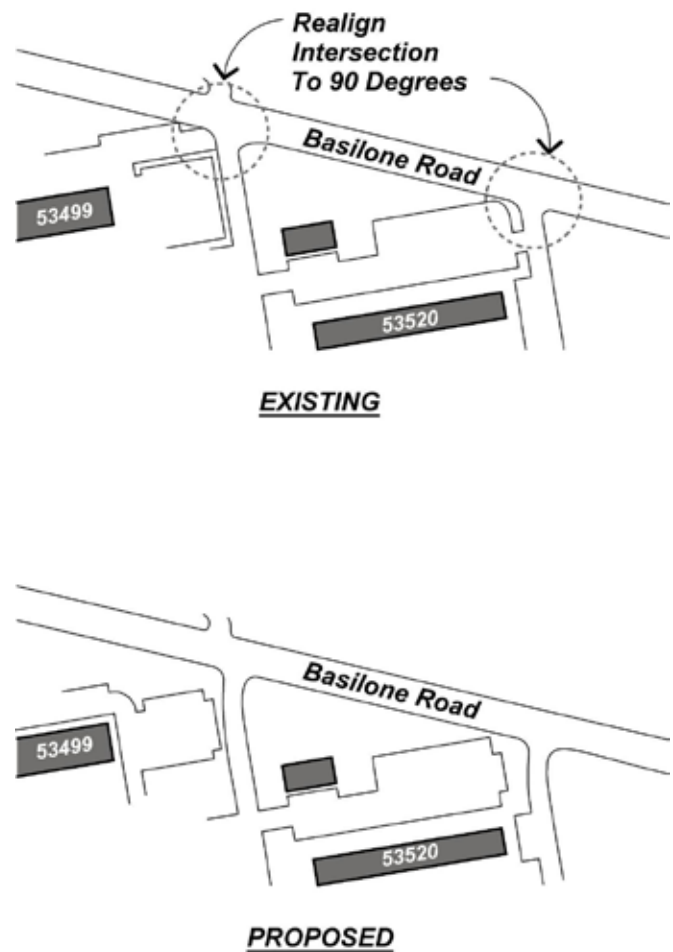 Realign
Intersection
To 90 Degrees
Basilone Road
53499
53520
EXISTING
Basilone Road
53499
53520
PROPOSED